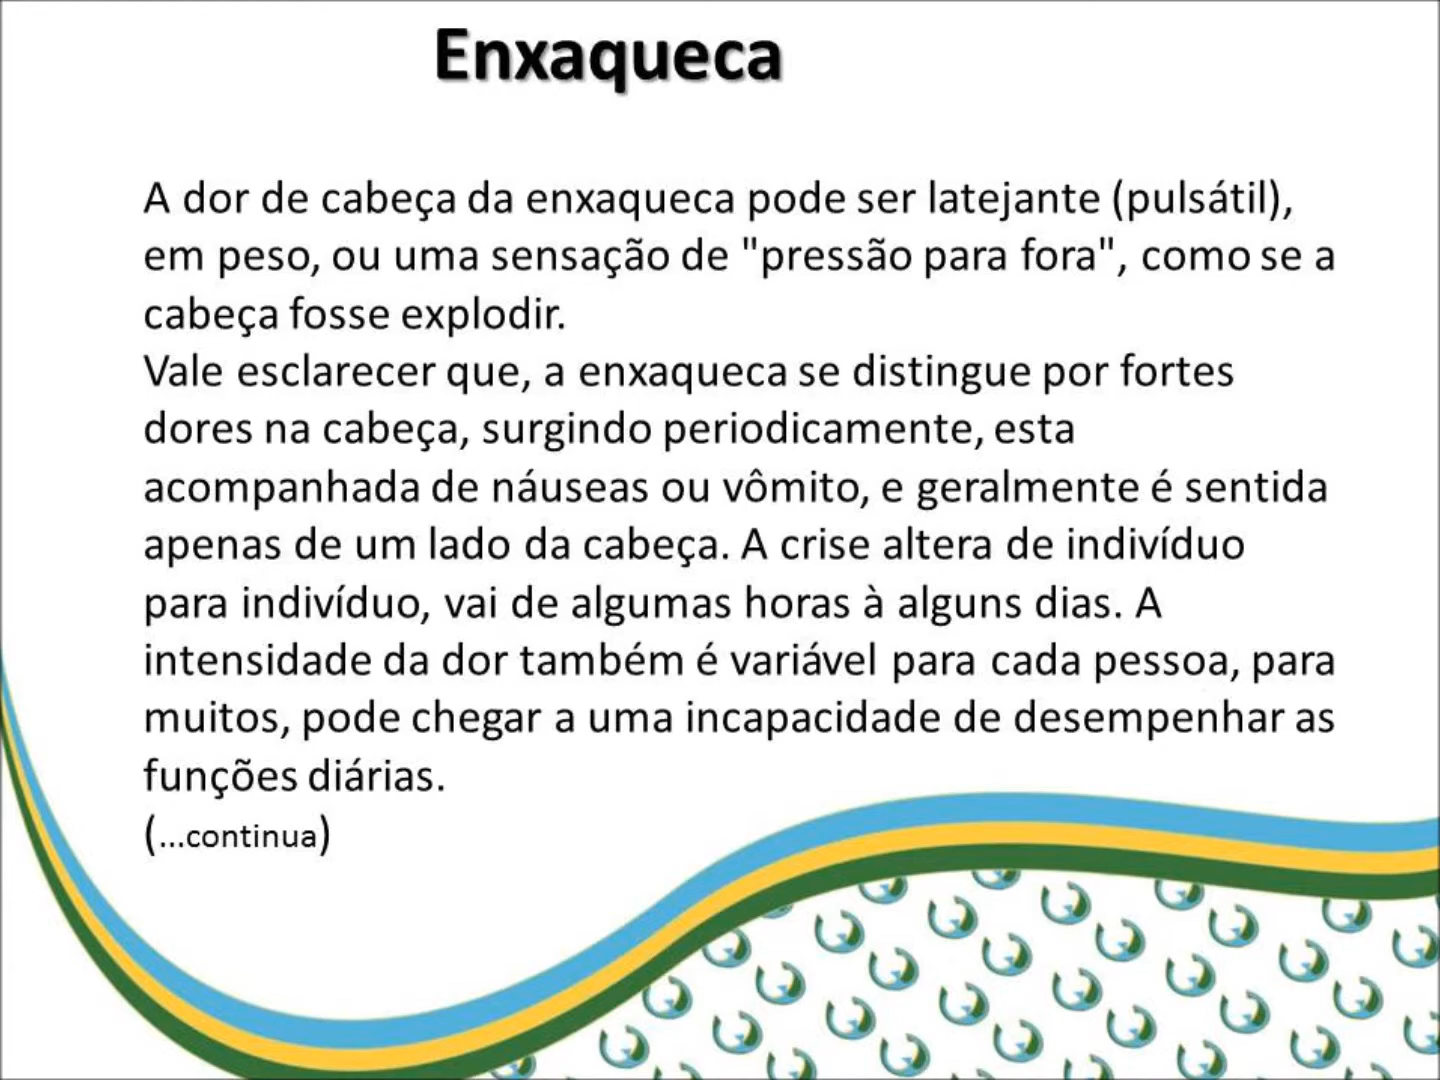 Enxaqueca
A dor de cabeça da enxaqueca pode ser latejante (pulsátil),
em peso, ou uma sensação de "pressão para fora", como se a
cabeça fosse explodir.
Vale esclarecer que, a enxaqueca se distingue por fortes
dores na cabeça, surgindo periodicamente, esta
acompanhada de náuseas ou vômito, e geralmente é sentida
apenas de um lado da cabeça. A crise altera de indivíduo
para indivíduo, vai de algumas horas à alguns dias. A
intensidade da dor também é variável para cada pessoa, para
muitos, pode chegar a uma incapacidade de desempenhar as
funções diárias.
(...continua)